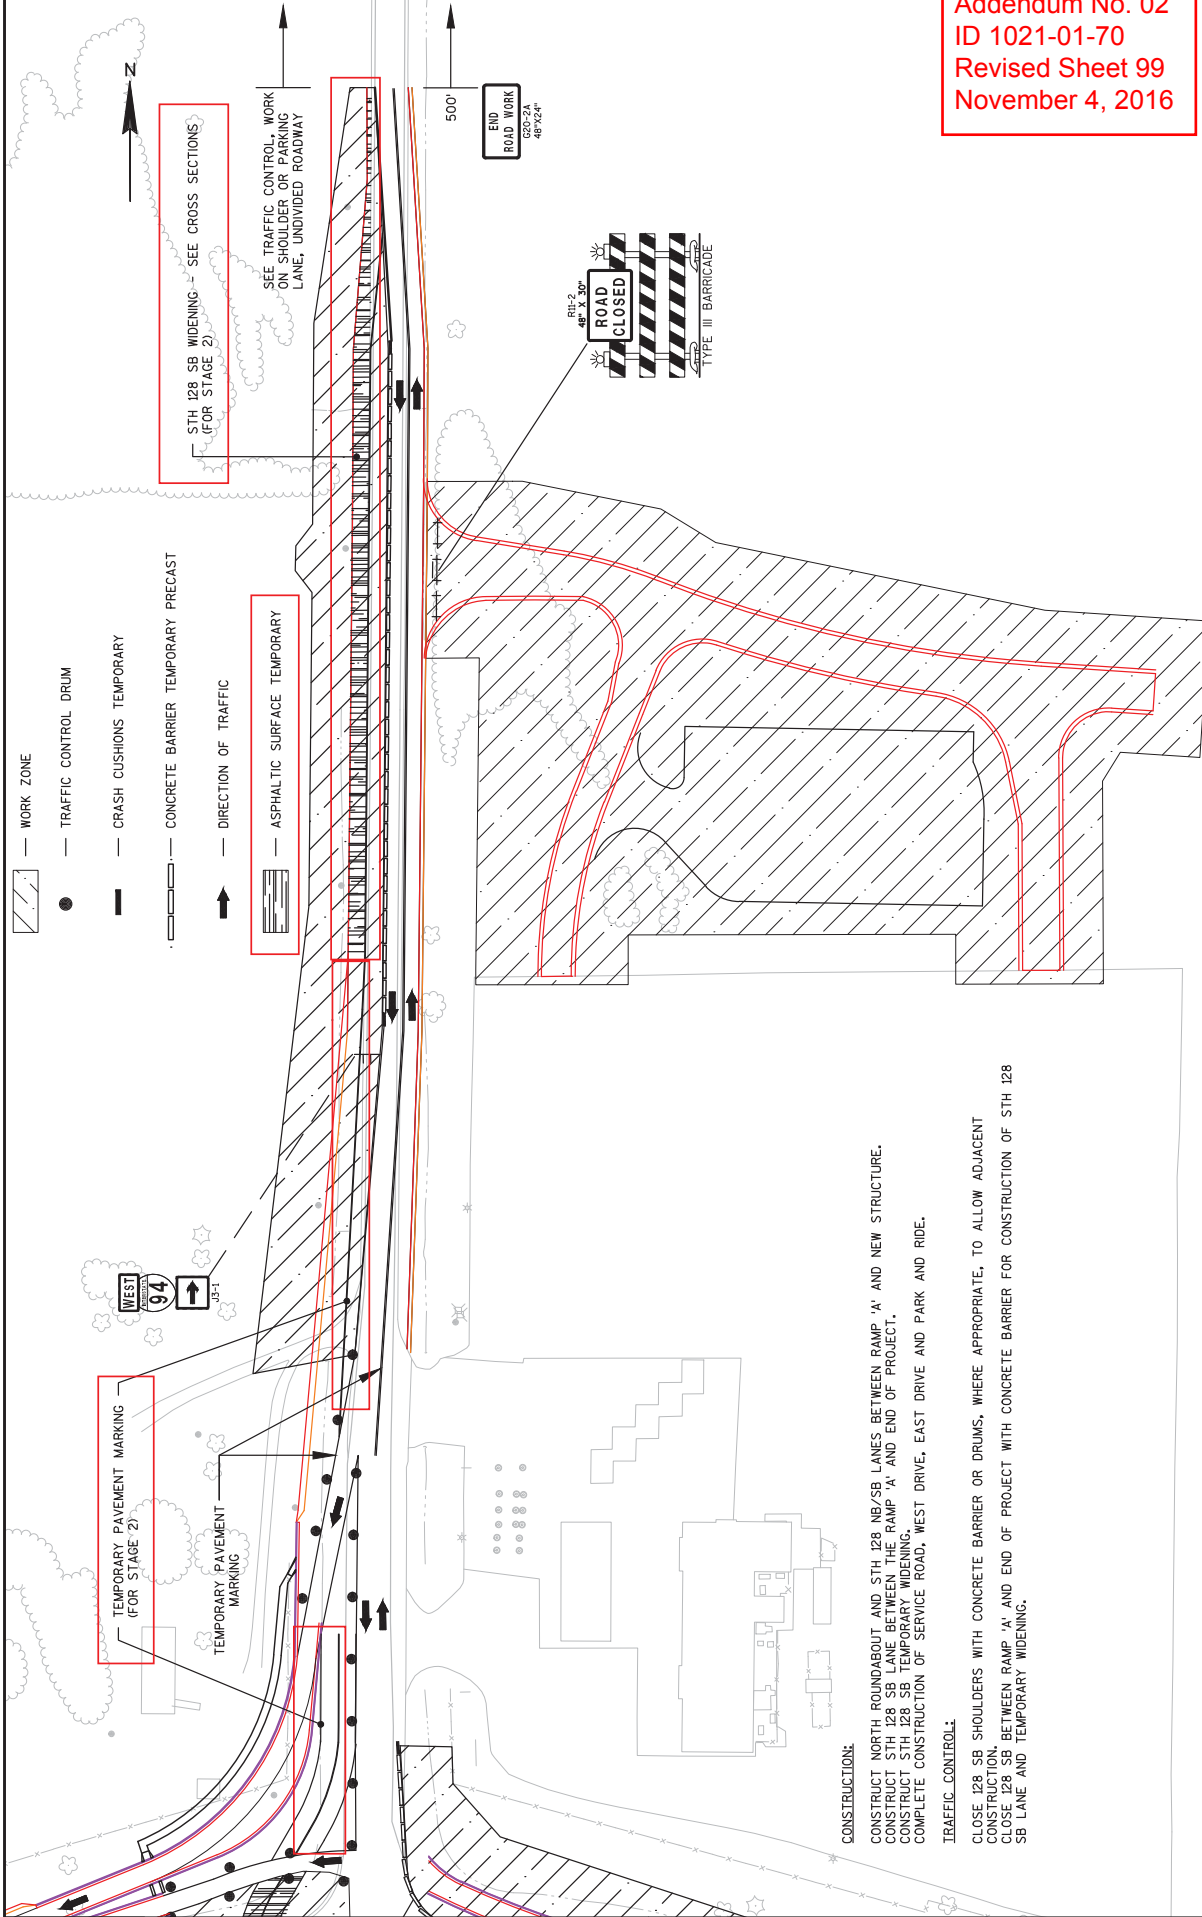 Addendum No. 02
ID 1021-01-70
Revised Sheet 99
November 4, 2016
N
WORK ZONE
TRAFFIC CONTROL DRUM
CRASH CUSHIONS TEMPORARY
CONCRETE BARRIER TEMPORARY PRECAST
DIRECTION OF TRAFFIC
ASPHALTIC SURFACE TEMPORARY
STH 128 SB WIDENING - SEE CROSS SECTIONS
(FOR STAGE 2)
SEE TRAFFIC CONTROL, WORK
ON SHOULDER OR PARKING
LANE, UNDIVIDED ROADWAY
500'
END
ROAD WORK
G20-2A
48"X24"
R11-2
48" X 30"
ROAD
CLOSED
TYPE III BARRICADE
WEST
INTERSTATE
94
J3-1
TEMPORARY PAVEMENT MARKING
(FOR STAGE 2)
TEMPORARY PAVEMENT
MARKING
CONSTRUCTION:
CONSTRUCT NORTH ROUNDABOUT AND STH 128 NB/SB LANES BETWEEN RAMP 'A' AND NEW STRUCTURE.
CONSTRUCT STH 128 SB LANE BETWEEN THE RAMP 'A' AND END OF PROJECT.
CONSTRUCT STH 128 SB TEMPORARY WIDENING.
COMPLETE CONSTRUCTION OF SERVICE ROAD, WEST DRIVE, EAST DRIVE AND PARK AND RIDE.
TRAFFIC CONTROL:
CLOSE 128 SB SHOULDERS WITH CONCRETE BARRIER OR DRUMS, WHERE APPROPRIATE, TO ALLOW ADJACENT
CONSTRUCTION.
CLOSE 128 SB BETWEEN RAMP 'A' AND END OF PROJECT WITH CONCRETE BARRIER FOR CONSTRUCTION OF STH 128
SB LANE AND TEMPORARY WIDENING.